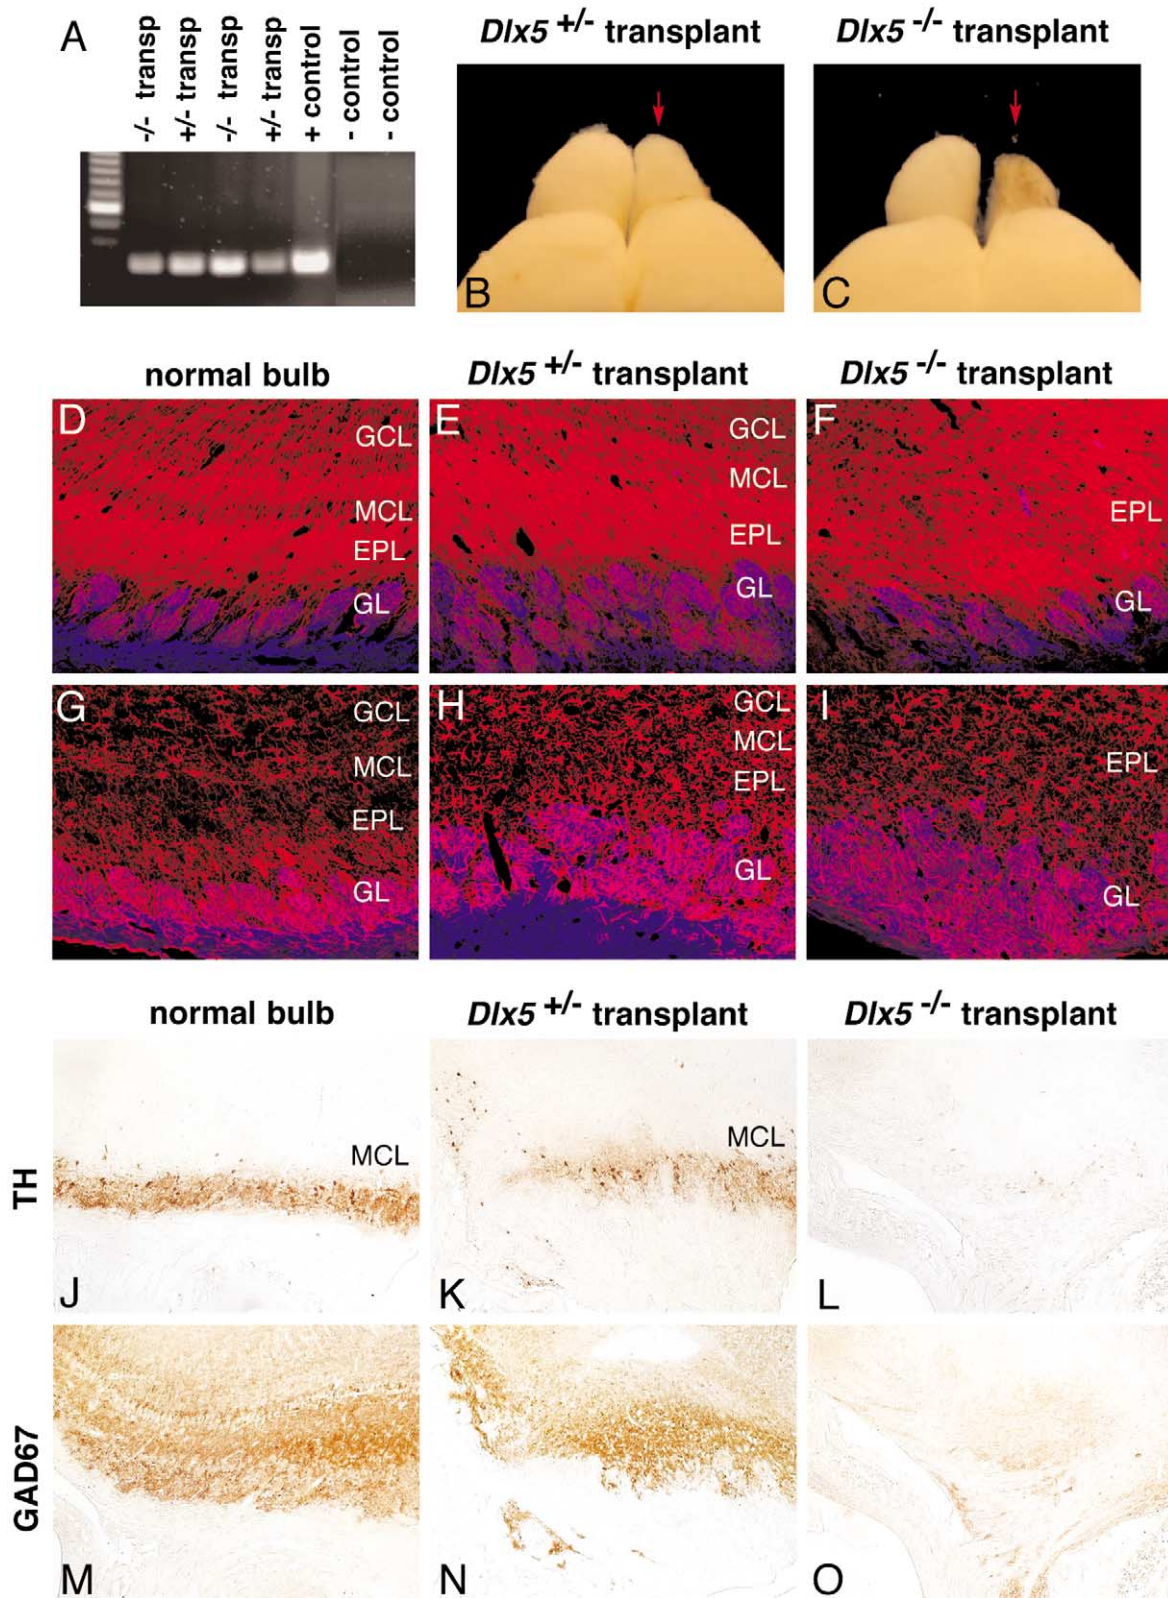 A
-/- transp
+/- transp
-/- transp
+/- transp
+ control
- control
- control
Dlx5 +/- transplant
Dlx5 -/- transplant
B
C
normal bulb
Dlx5 +/- transplant
Dlx5 -/- transplant
D
GCL
MCL
EPL
GL
E
GCL
MCL
EPL
GL
F
EPL
GL
G
GCL
MCL
EPL
GL
H
GCL
MCL
EPL
GL
I
EPL
GL
normal bulb
Dlx5 +/- transplant
Dlx5 -/- transplant
TH
MCL
J
MCL
K
L
GAD67
M
N
O